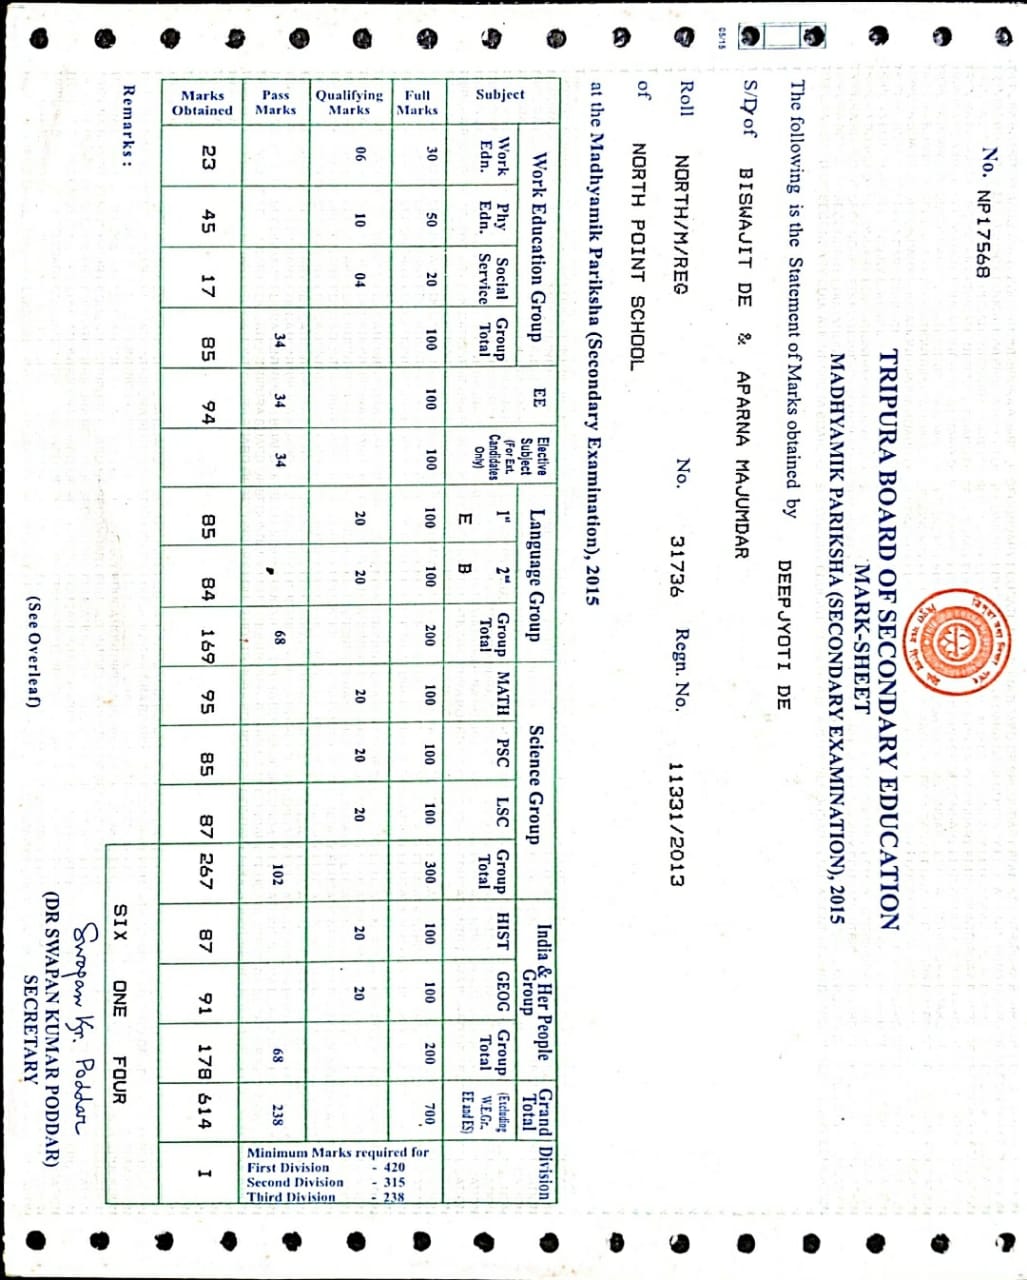 No. NP17568
TRIPURA BOARD OF SECONDARY EDUCATION
MARK-SHEET
MADHYAMIK PARIKSHA (SECONDARY EXAMINATION), 2015
The following is the Statement of Marks obtained by DEEPJYOTI DE
S/D/of BISWAJIT DE & APARNA MAJUMDAR
05/15
Roll NORTH/M/REG No. 31736 Regn. No. 11331/2013
of NORTH POINT SCHOOL
at the Madhyamik Pariksha (Secondary Examination), 2015
Subject Work Education Group EE Elective Subject (For Ext. Candidates Only) Language Group Science Group India & Her People Group Grand Total Division
Work Edn. Phy Edn. Social Service Group Total 1st 2nd Group Total MATH PSC LSC Group Total HIST GEOG Group Total (Excluding W.E.Gr. EE and ES)
E B
Full Marks 30 50 20 100 100 100 100 100 200 100 100 100 300 100 100 200 700
Qualifying Marks 06 10 04 20 20 20 20 20 20 20
Pass Marks 34 34 34 68 102 68 238
Minimum Marks required for
First Division - 420
Second Division - 315
Third Division - 238
Marks Obtained 23 45 17 85 94 85 84 169 95 85 87 267 87 91 178 614 I
Remarks : SIX ONE FOUR
Swapan Kr. Poddar
(DR SWAPAN KUMAR PODDAR)
SECRETARY
(See Overleaf)